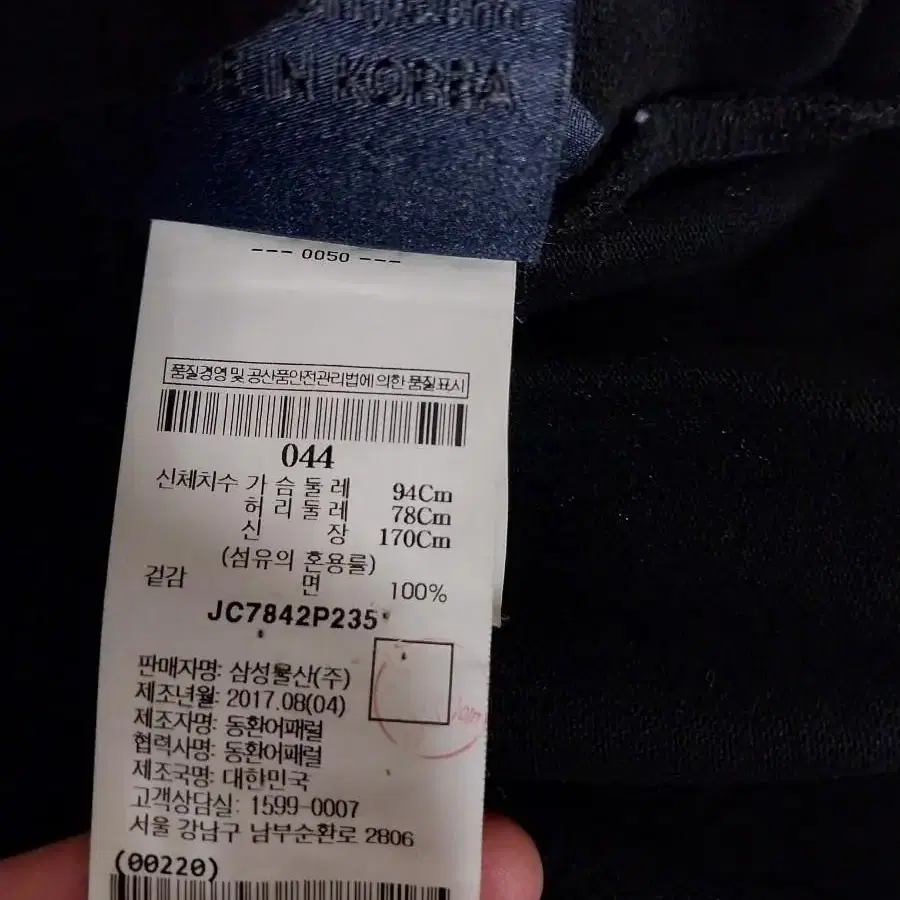 IN KOREA
--- 0050 ---
품질경영 및 공산품안전관리법에 의한 품질표시
044
신체치수 가 슴 둘 레 94Cm
허 리 둘 레 78Cm
신 장 170Cm
(섬유의 혼용률)
겉감 면 100%
JC7842P235
판매자명: 삼성물산(주)
제조년월: 2017.08(04)
제조자명: 동환어패럴
협력사명: 동환어패럴
제조국명: 대한민국
고객상담실: 1599-0007
서울 강남구 남부순환로 2806
(00220)